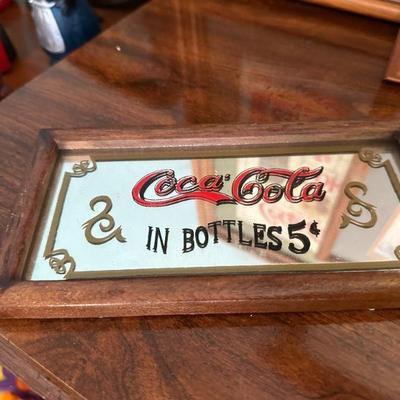 Coca-Cola
IN BOTTLES 5¢